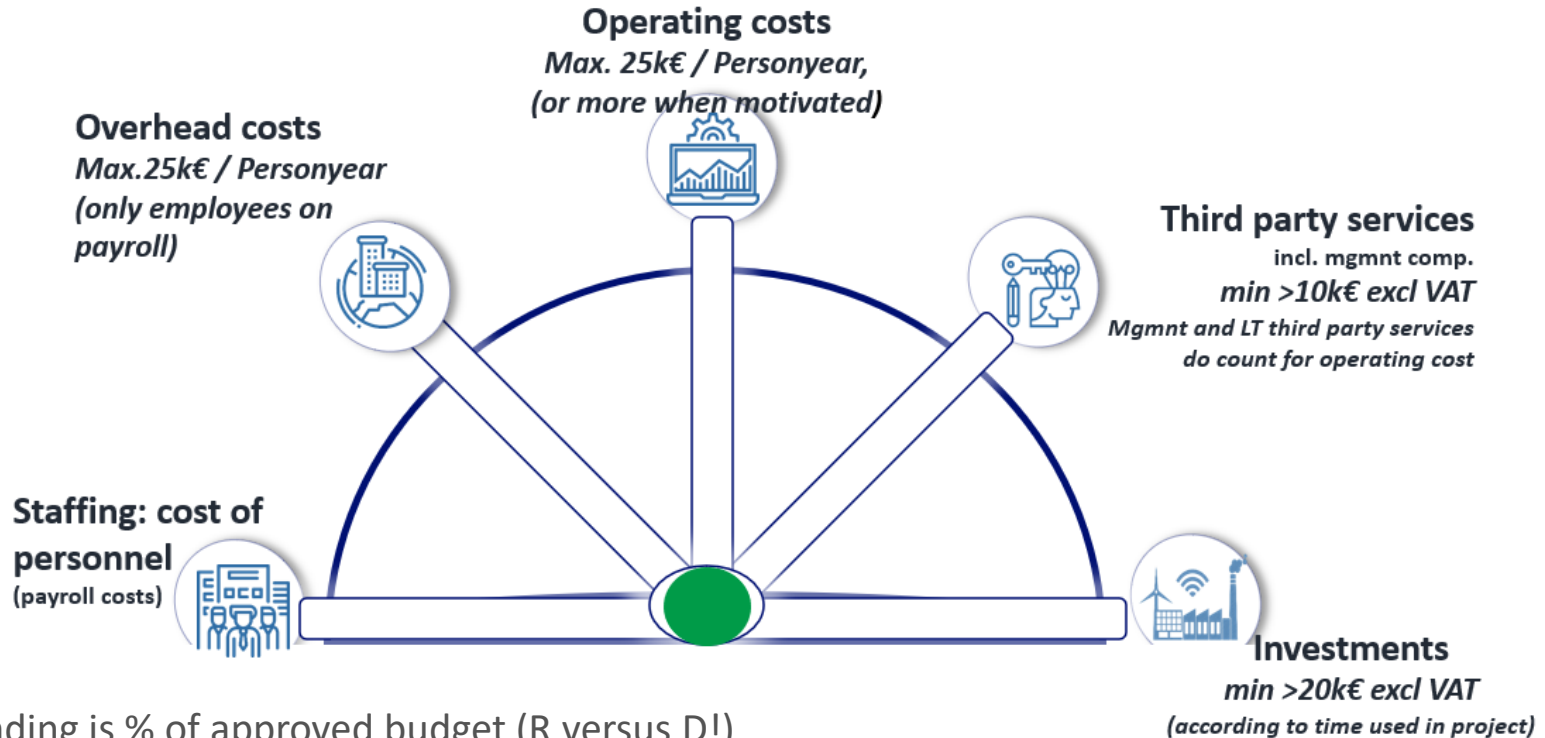 Operating costs
Max. 25k€ / Personyear,
(or more when motivated)
Overhead costs
Max.25k€ / Personyear
(only employees on
payroll)
Third party services
incl. mgmnt comp.
min >10k€ excl VAT
Mgmnt and LT third party services
do count for operating cost
Staffing: cost of
personnel
(payroll costs)
Investments
min >20k€ excl VAT
(according to time used in project)
nding is % of approved budget (R versus D!)